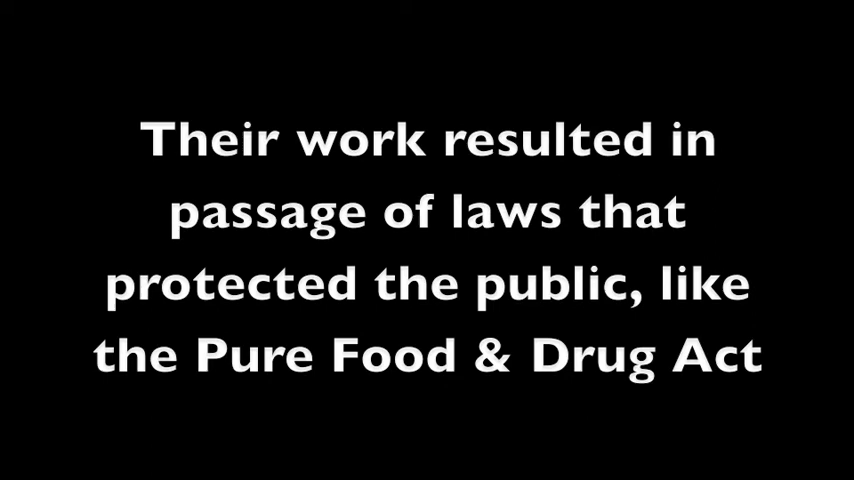 Their work resulted in
passage of laws that
protected the public, like
the Pure Food & Drug Act